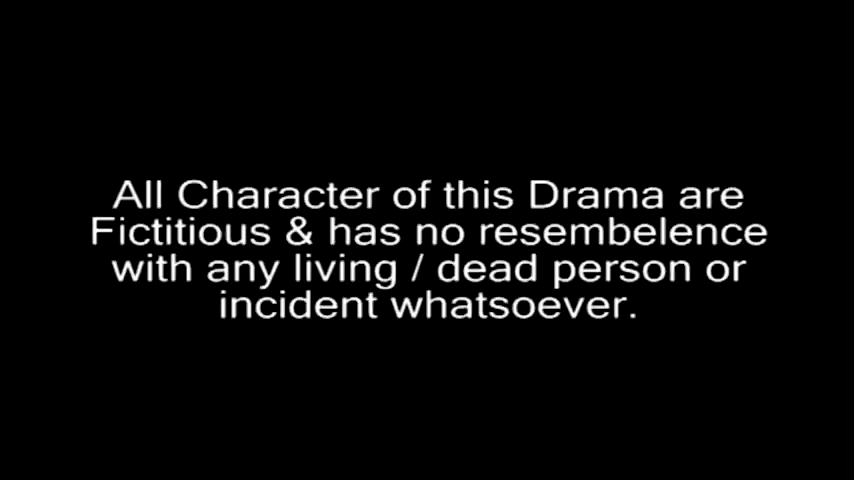 All Character of this Drama are
Fictitious & has no resembelence
with any living / dead person or
incident whatsoever.